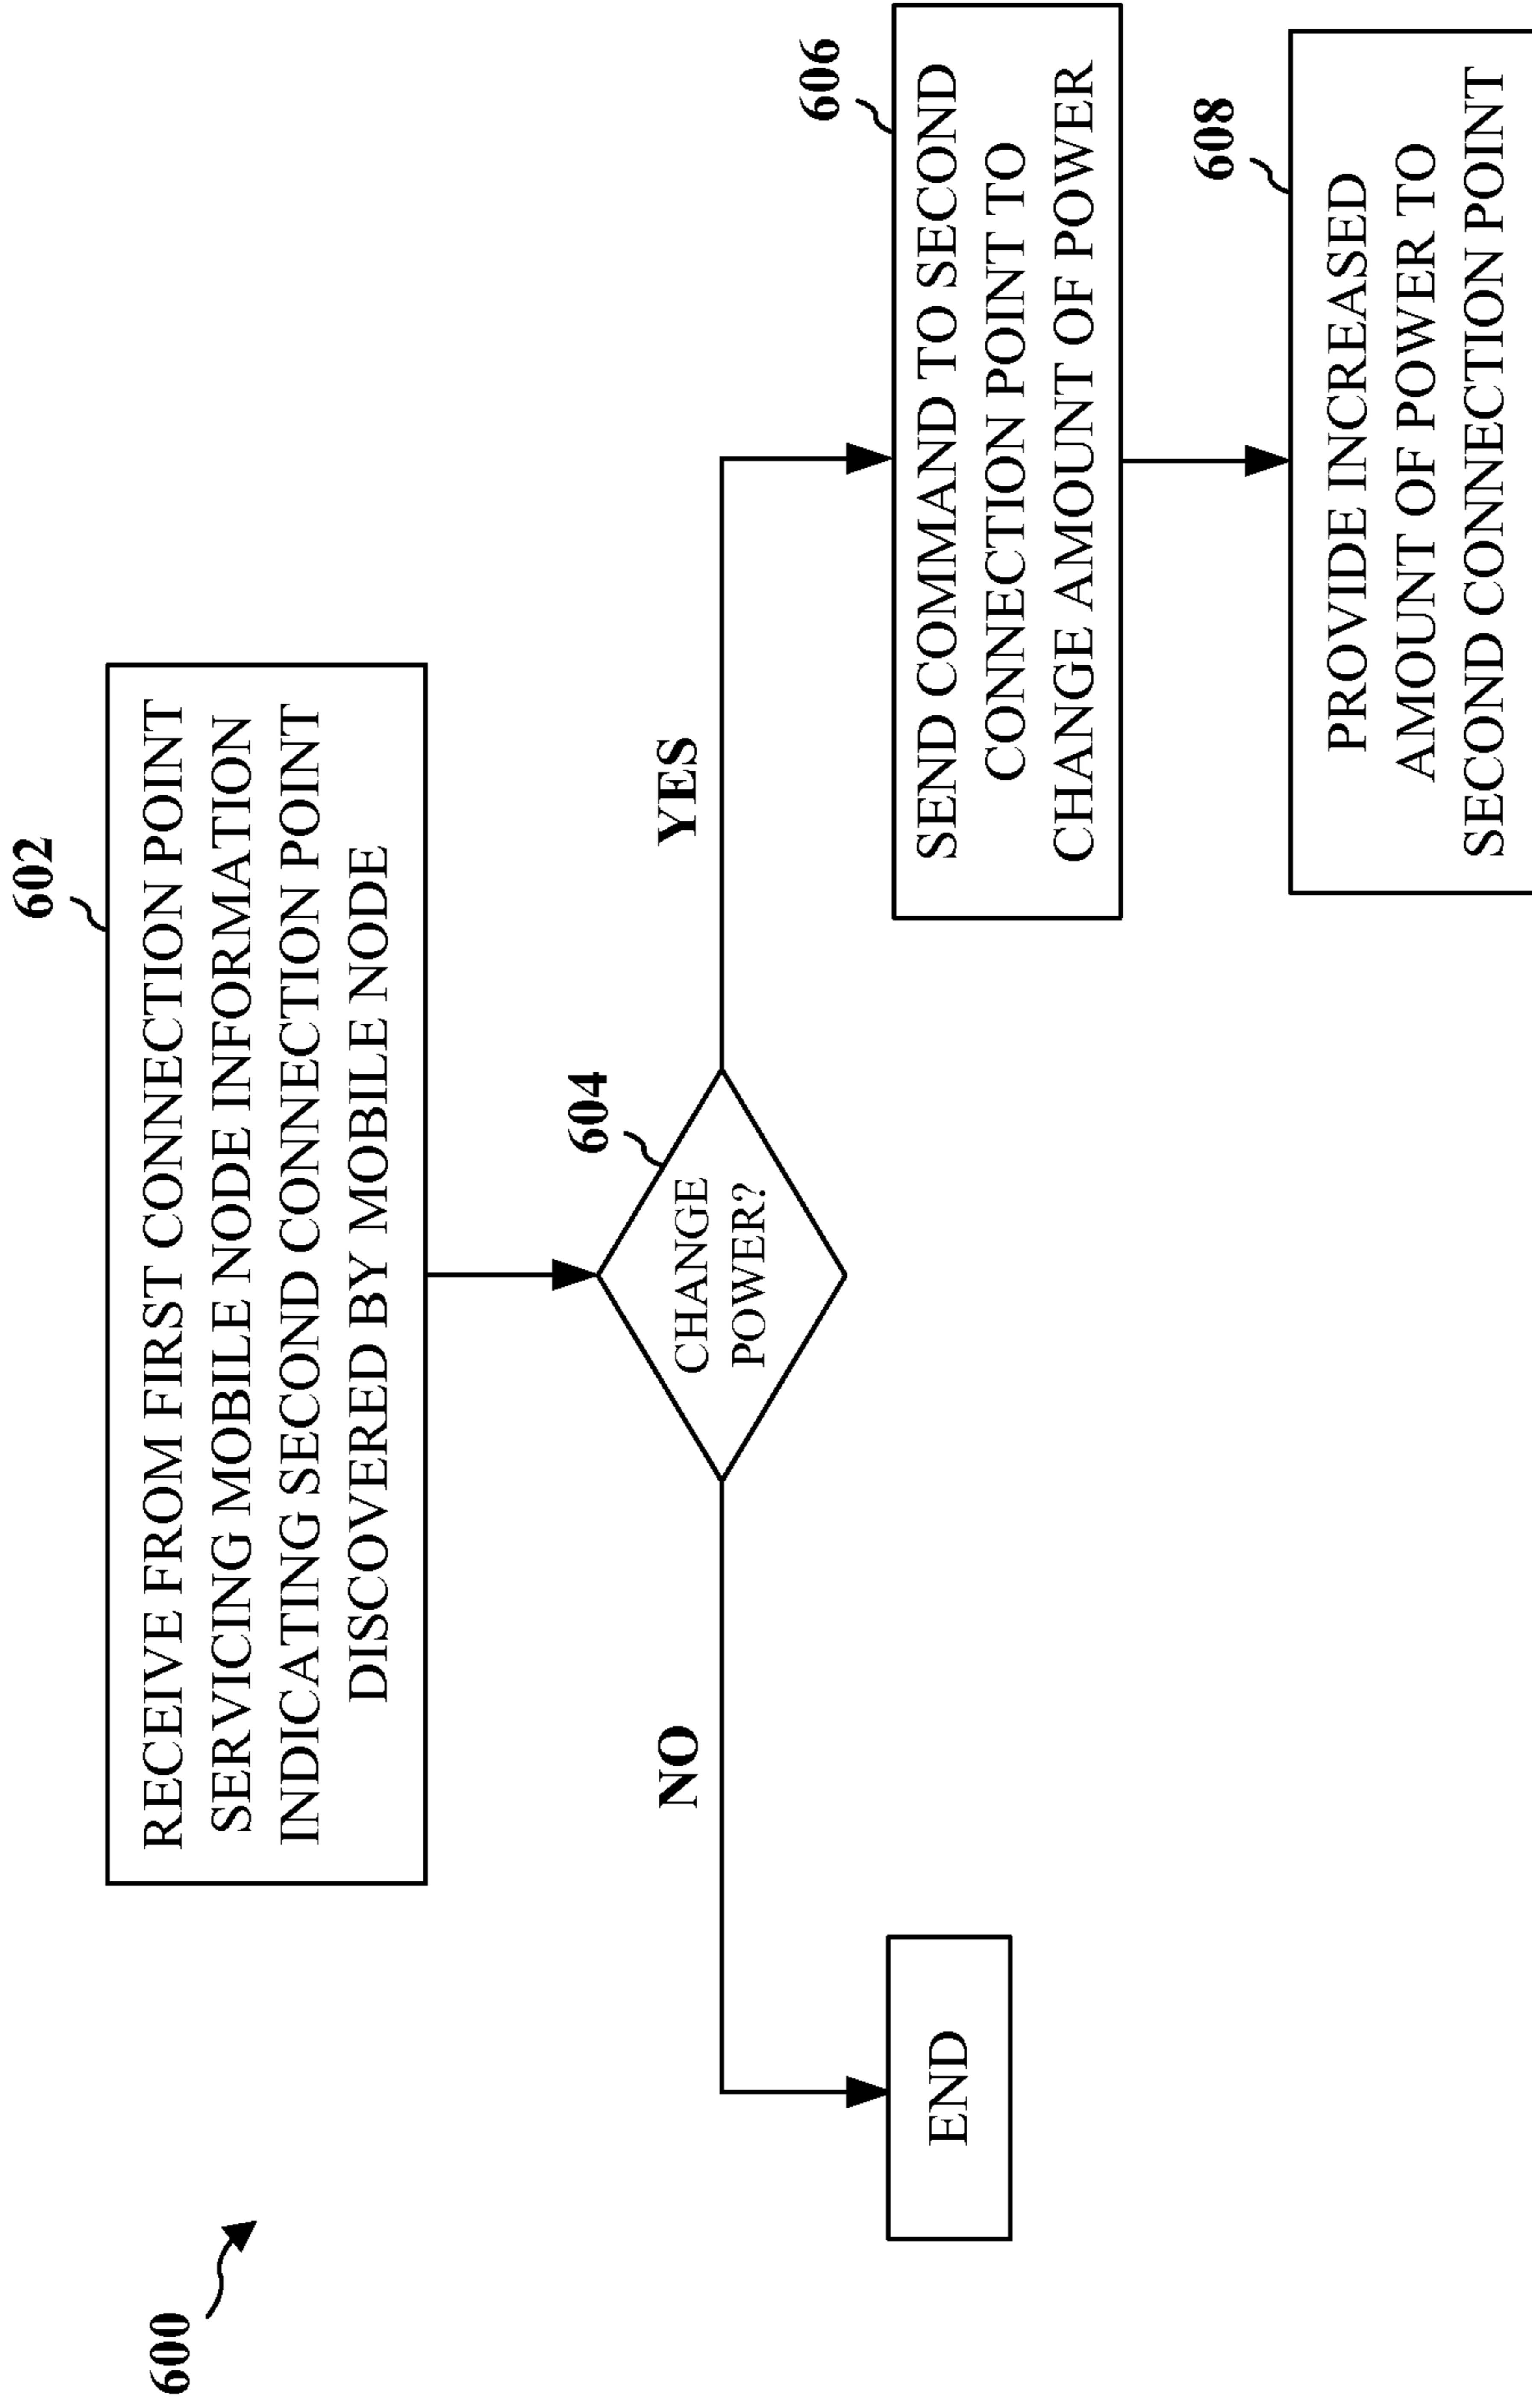 600
602
RECEIVE FROM FIRST CONNECTION POINT
SERVICING MOBILE NODE INFORMATION
INDICATING SECOND CONNECTION POINT
DISCOVERED BY MOBILE NODE
604
CHANGE
POWER?
NO
YES
END
606
SEND COMMAND TO SECOND
CONNECTION POINT TO
CHANGE AMOUNT OF POWER
608
PROVIDE INCREASED
AMOUNT OF POWER TO
SECOND CONNECTION POINT